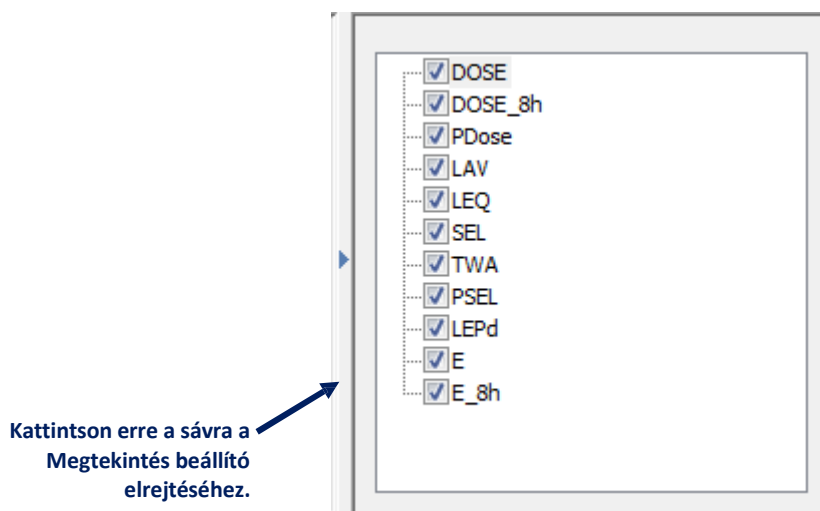 DOSE
DOSE_8h
PDose
LAV
LEQ
SEL
TWA
PSEL
LEPd
E
E_8h
Kattintson erre a sávra a
Megtekintés beállító
elrejtéséhez.